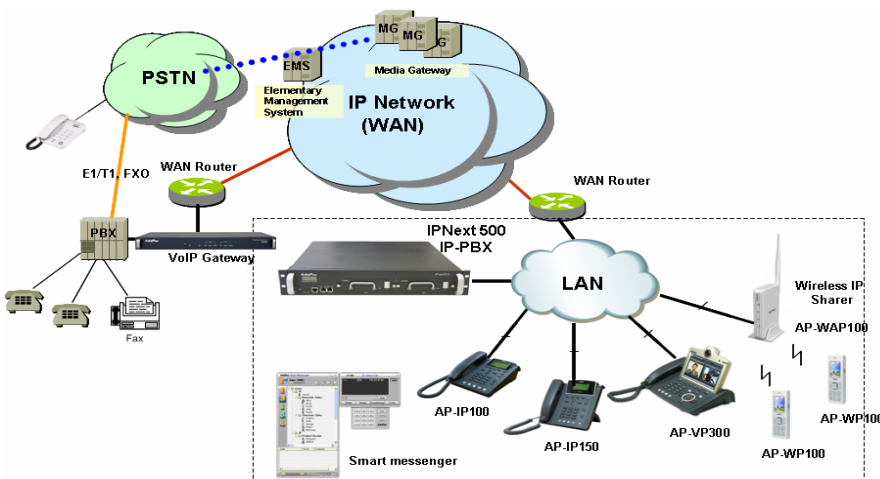 MG
MG
G
PSTN
EMS
Media Gateway
Elementary
Management
System
IP Network
(WAN)
E1/T1, FXO
WAN Router
WAN Router
PBX
VoIP Gateway
IPNext 500
IP-PBX
LAN
Wireless IP
Sharer
AP-WAP100
Fax
AP-IP100
AP-IP150
AP-VP300
AP-WP100
AP-WP100
Smart messenger